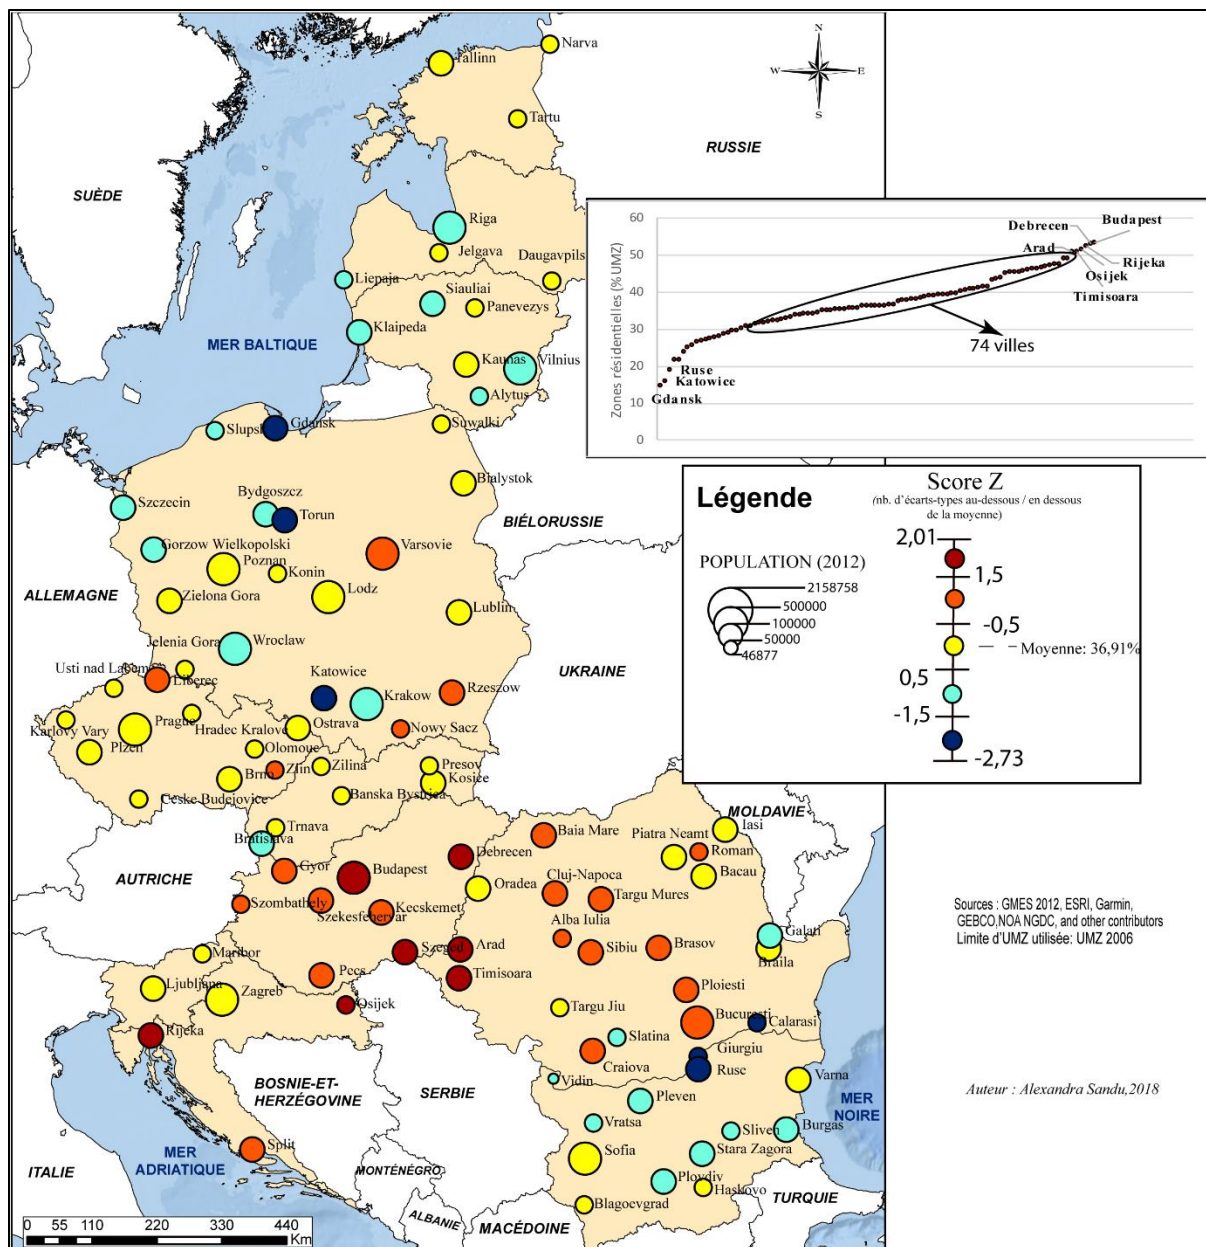 Narva
Tallinn
Tartu
RUSSIE
SUÈDE
Riga
Jelgava
Daugavpils
Liepaja
Siauliai
Panevezys
Klaipeda
MER BALTIQUE
Kaunas
Vilnius
Alytus
Slupsk
Gdansk
Suwalki
Bialystok
Szczecin
Bydgoszcz
Torun
BIÉLORUSSIE
Gorzow Wielkopolski
Poznan
Konin
Varsovie
ALLEMAGNE
Zielona Gora
Lodz
Lublin
Jelenia Gora
Wroclaw
Usti nad Labem
Liberec
Katowice
Krakow
Rzeszow
UKRAINE
Karlovy Vary
Prague
Hradec Kralove
Ostrava
Nowy Sacz
Plzen
Olomouc
Brno
Zlin
Zilina
Presov
Kosice
Ceske Budejovice
Banska Bystrica
Trnava
Bratislava
MOLDAVIE
Baia Mare
Piatra Neamt
Iasi
Roman
Gyor
Budapest
Debrecen
Bacau
AUTRICHE
Oradea
Cluj-Napoca
Targu Mures
Szombathely
Szekesfehervar
Kecskemet
Alba Iulia
Galati
Maribor
Szeged
Arad
Sibiu
Brasov
Braila
Ljubljana
Zagreb
Pecs
Timisoara
Ploiesti
Osijek
Targu Jiu
Bucuresti
Calarasi
Rijeka
Slatina
Craiova
Giurgiu
Ruse
BOSNIE-ET-
HERZÉGOVINE
SERBIE
Vidin
Varna
MER
NOIRE
Pleven
Vratsa
Sliven
Burgas
Split
Sofia
Stara Zagora
MER
ADRIATIQUE
ITALIE
MONTÉNÉGRO
Plovdiv
Haskovo
Blagoevgrad
TURQUIE
ALBANIE
MACÉDOINE
0 55 110 220 330 440
Km
N
W E
S
Zones résidentielles (% UMZ)
60
50
40
30
20
10
0
Debrecen
Budapest
Arad
Rijeka
Osijek
Timisoara
74 villes
Ruse
Katowice
Gdansk
Légende
POPULATION (2012)
2158758
500000
100000
50000
46877
Score Z
(nb. d'écarts-types au-dessous / en dessous
de la moyenne)
2,01
1,5
-0,5
Moyenne: 36,91%
0,5
-1,5
-2,73
Sources : GMES 2012, ESRI, Garmin,
GEBCO,NOA NGDC, and other contributors
Limite d'UMZ utilisée: UMZ 2006
Auteur : Alexandra Sandu,2018